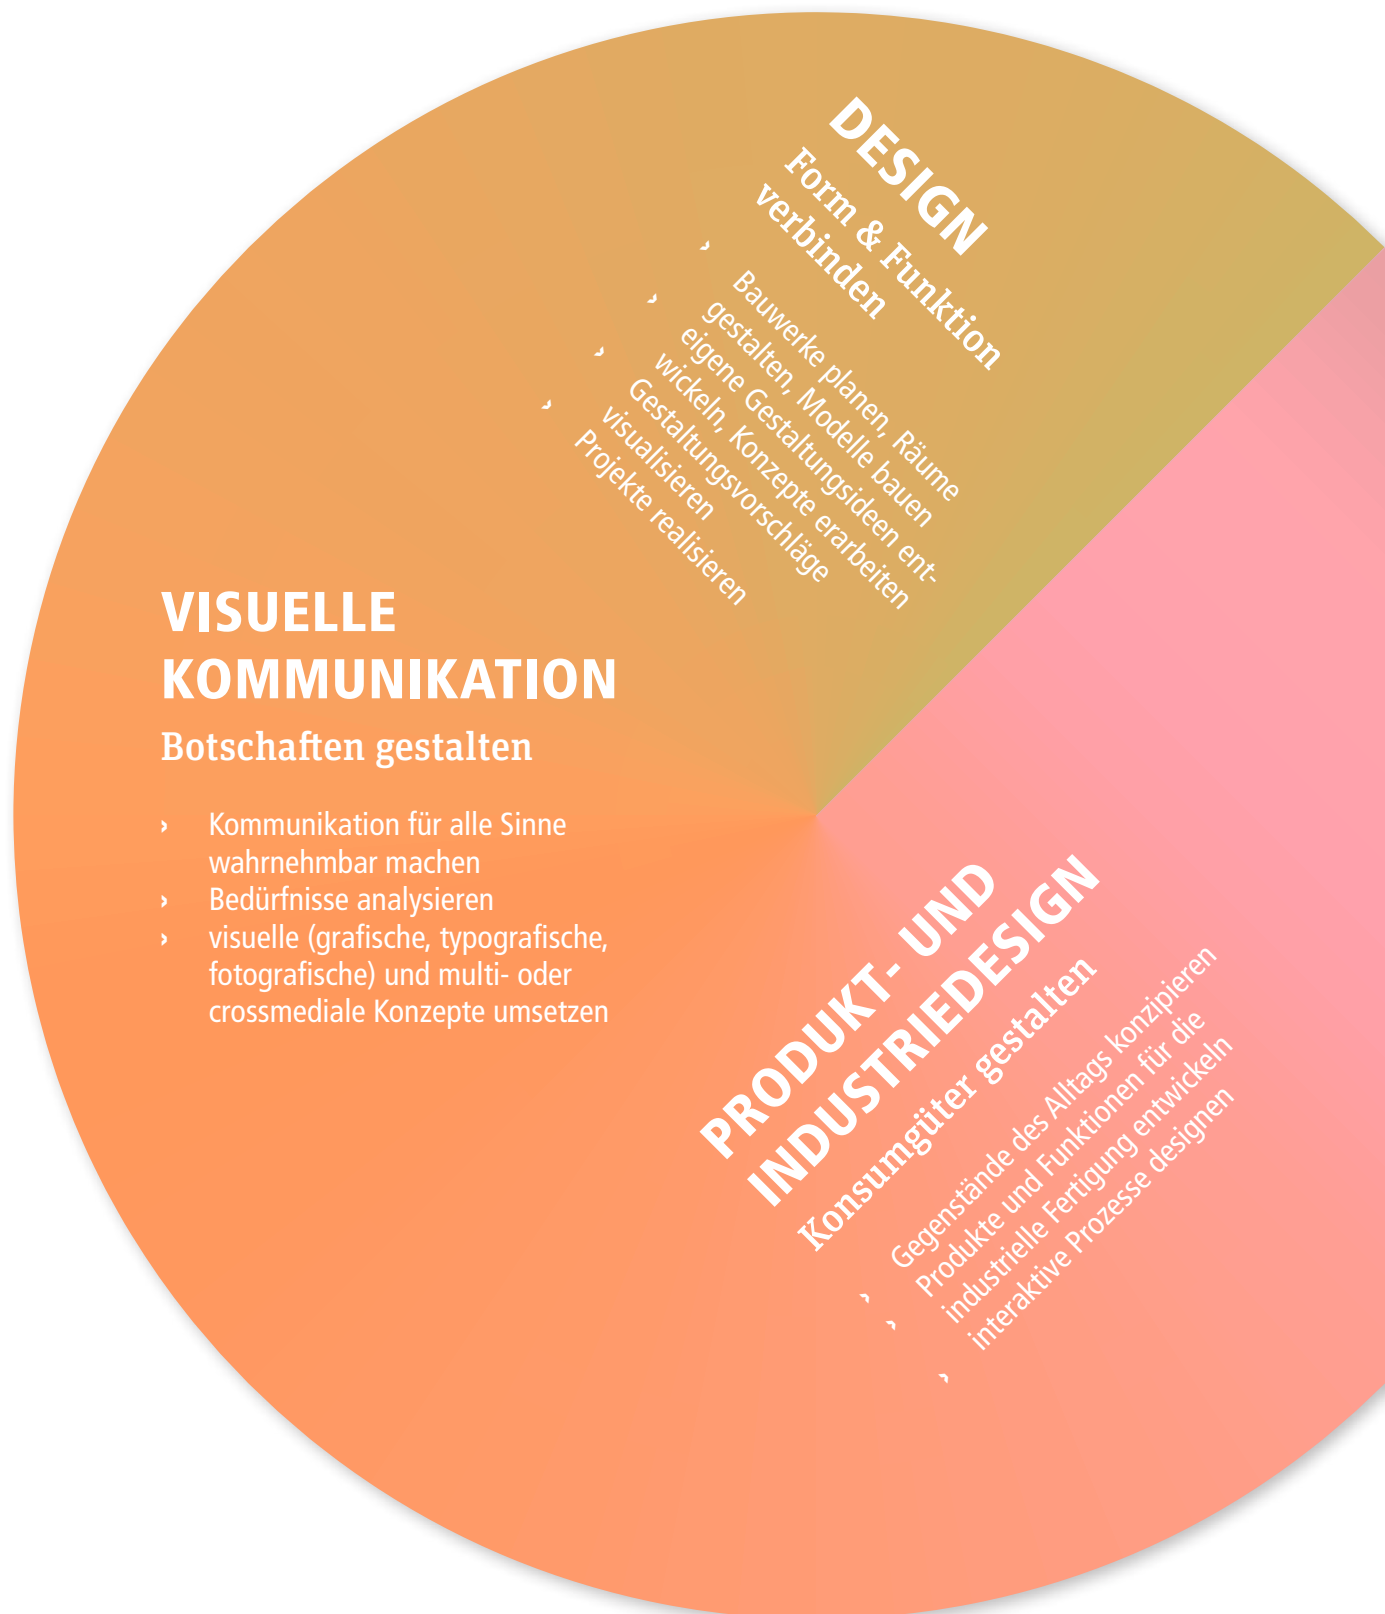 DESIGN
Form & Funktion
verbinden
› Bauwerke planen, Räume
gestalten, Modelle bauen
› eigene Gestaltungsideen ent-
wickeln, Konzepte erarbeiten
› Gestaltungsvorschläge
visualisieren
› Projekte realisieren
VISUELLE
KOMMUNIKATION
Botschaften gestalten
› Kommunikation für alle Sinne
wahrnehmbar machen
› Bedürfnisse analysieren
› visuelle (grafische, typografische,
fotografische) und multi- oder
crossmediale Konzepte umsetzen
PRODUKT- UND
INDUSTRIEDESIGN
Konsumgüter gestalten
› Gegenstände des Alltags konzipieren
› Produkte und Funktionen für die
industrielle Fertigung entwickeln
› interaktive Prozesse designen